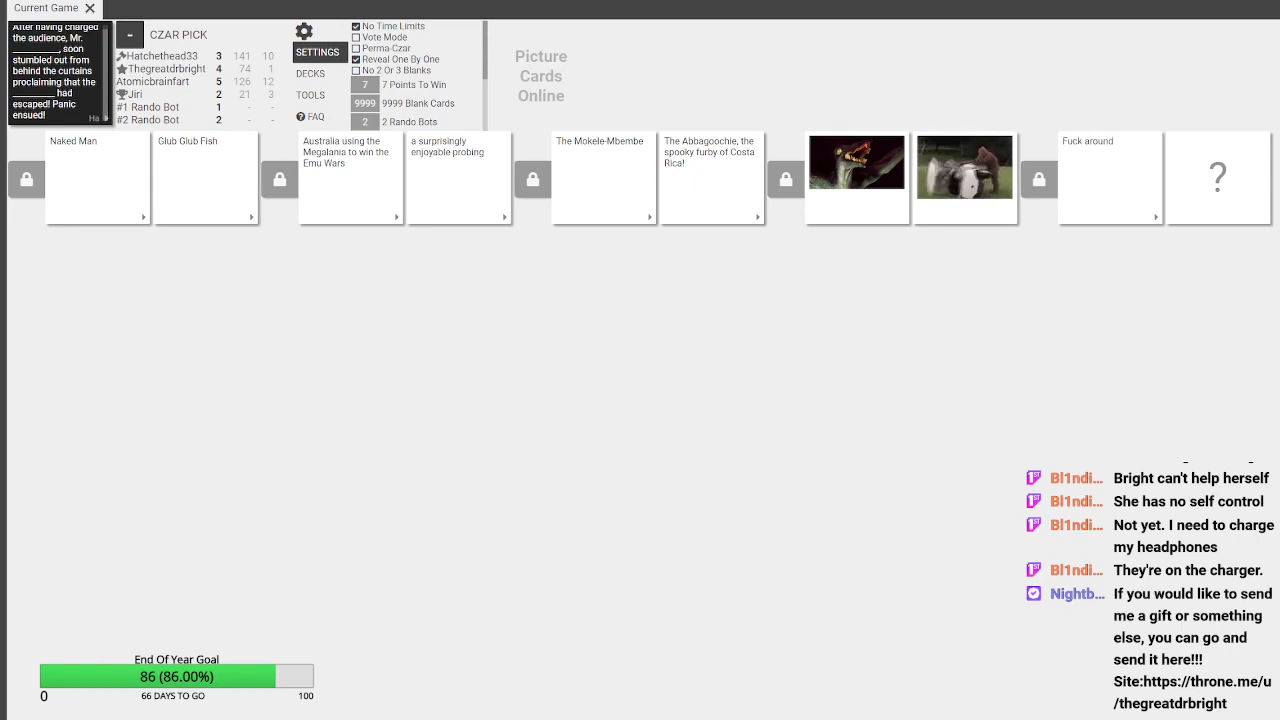 Current Game
After having charged
the audience, Mr.
________ soon
stumbled out from
behind the curtains
proclaiming that the
________ had
escaped! Panic
ensued!
Ha
-
CZAR PICK
Hatchethead33 3 141 10
Thegreatdrbright 4 74 1
Atomicbrainfart 5 126 12
Jiri 2 21 3
#1 Rando Bot 1 - -
#2 Rando Bot 2 - -
SETTINGS
DECKS
TOOLS
FAQ
No Time Limits
Vote Mode
Perma-Czar
Reveal One By One
No 2 Or 3 Blanks
7 7 Points To Win
9999 9999 Blank Cards
2 2 Rando Bots
Picture
Cards
Online
Naked Man
Glub Glub Fish
Australia using the
Megalania to win the
Emu Wars
a surprisingly
enjoyable probing
The Mokele-Mbembe
The Abbagoochie, the
spooky furby of Costa
Rica!
Fuck around
?
Bl1ndi... Bright can't help herself
Bl1ndi... She has no self control
Bl1ndi... Not yet. I need to charge
my headphones
Bl1ndi... They're on the charger.
Nightb... If you would like to send
me a gift or something
else, you can go and
send it here!!!
Site:https://throne.me/u
/thegreatdrbright
End Of Year Goal
86 (86.00%)
0 66 DAYS TO GO 100